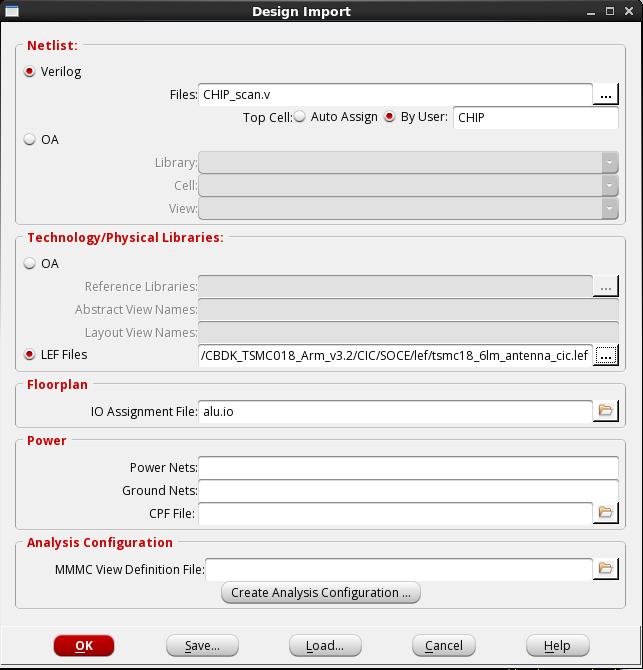 Design Import
Netlist:
Verilog
Files: CHIP_scan.v ...
Top Cell: Auto Assign By User: CHIP
OA
Library:
Cell:
View:
Technology/Physical Libraries:
OA
Reference Libraries: ...
Abstract View Names:
Layout View Names:
LEF Files /CBDK_TSMC018_Arm_v3.2/CIC/SOCE/lef/tsmc18_6lm_antenna_cic.lef ...
Floorplan
IO Assignment File: alu.io
Power
Power Nets:
Ground Nets:
CPF File:
Analysis Configuration
MMMC View Definition File:
Create Analysis Configuration ...
OK Save... Load... Cancel Help